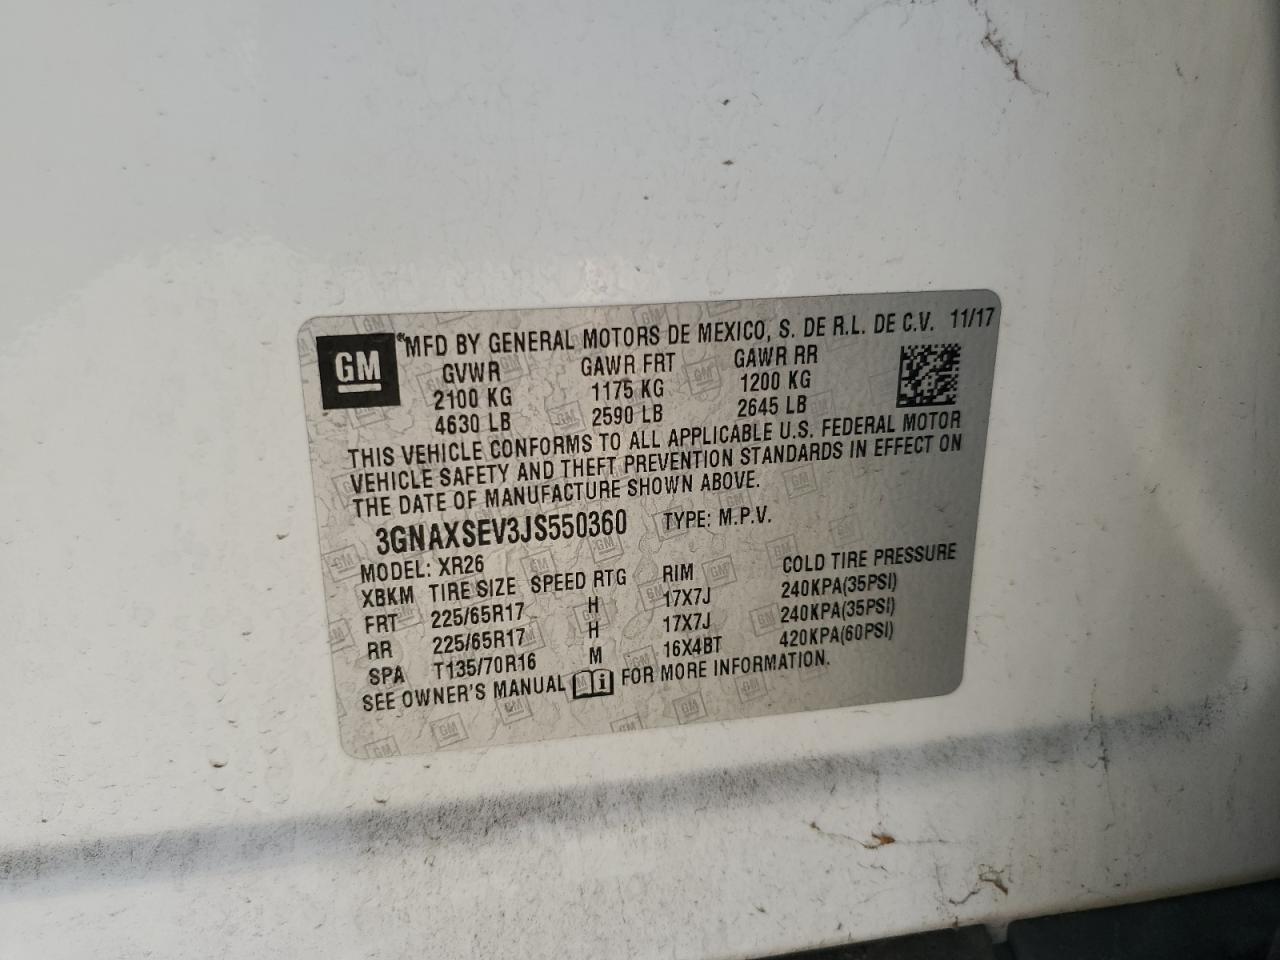 GM
*MFD BY GENERAL MOTORS DE MEXICO, S. DE R.L. DE C.V. 11/17
GVWR GAWR FRT GAWR RR
2100 KG 1175 KG 1200 KG
4630 LB 2590 LB 2645 LB
THIS VEHICLE CONFORMS TO ALL APPLICABLE U.S. FEDERAL MOTOR
VEHICLE SAFETY AND THEFT PREVENTION STANDARDS IN EFFECT ON
THE DATE OF MANUFACTURE SHOWN ABOVE.
3GNAXSEV3JS550360 TYPE: M.P.V.
MODEL: XR26
XBKM TIRE SIZE SPEED RTG RIM COLD TIRE PRESSURE
FRT 225/65R17 H 17X7J 240KPA(35PSI)
RR 225/65R17 H 17X7J 240KPA(35PSI)
SPA T135/70R16 M 16X4BT 420KPA(60PSI)
SEE OWNER'S MANUAL FOR MORE INFORMATION.